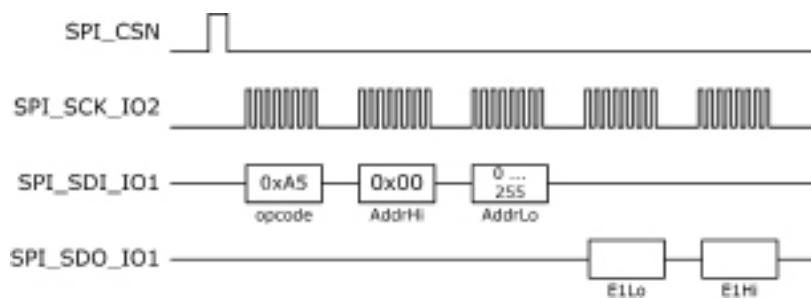 SPI_CSN
SPI_SCK_IO2
SPI_SDI_IO1
0xA5
0x00
0 ...
255
opcode
AddrHi
AddrLo
SPI_SDO_IO1
E1Lo
E1Hi